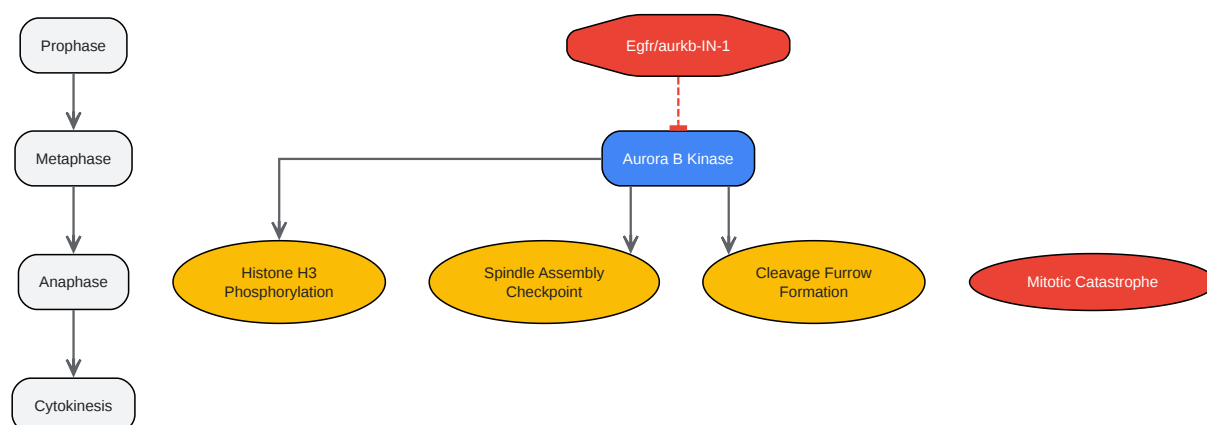 Prophase
Egfr/aurkb-IN-1
Metaphase
Aurora B Kinase
Anaphase
Histone H3
Phosphorylation
Spindle Assembly
Checkpoint
Cleavage Furrow
Formation
Mitotic Catastrophe
Cytokinesis